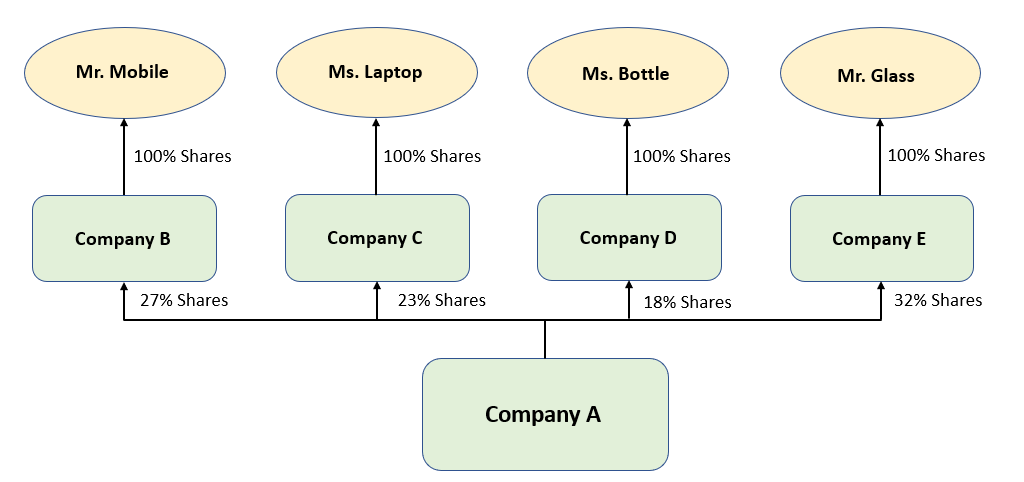 Mr. Mobile
Ms. Laptop
Ms. Bottle
Mr. Glass
100% Shares
100% Shares
100% Shares
100% Shares
Company B
Company C
Company D
Company E
27% Shares
23% Shares
18% Shares
32% Shares
Company A